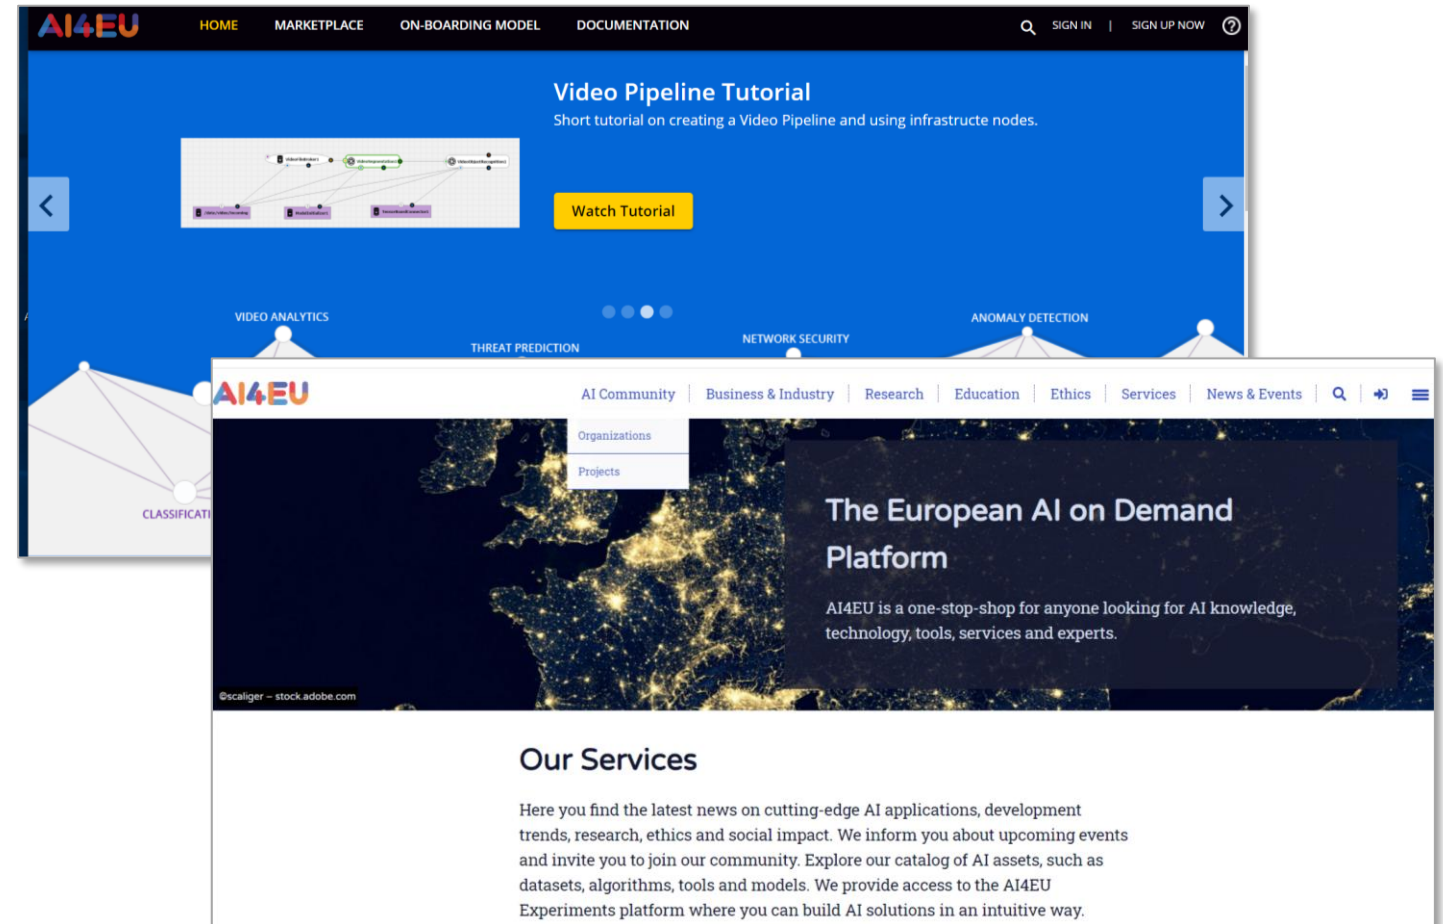 AI4EU
HOME MARKETPLACE ON-BOARDING MODEL DOCUMENTATION SIGN IN | SIGN UP NOW
Video Pipeline Tutorial
Short tutorial on creating a Video Pipeline and using infrastructe nodes.
Watch Tutorial
VIDEO ANALYTICS
THREAT PREDICTION
NETWORK SECURITY
ANOMALY DETECTION
CLASSIFICATI
AI4EU
AI Community Business & Industry Research Education Ethics Services News & Events
Organizations
Projects
The European AI on Demand
Platform
AI4EU is a one-stop-shop for anyone looking for AI knowledge,
technology, tools, services and experts.
©scaliger – stock.adobe.com
Our Services
Here you find the latest news on cutting-edge AI applications, development
trends, research, ethics and social impact. We inform you about upcoming events
and invite you to join our community. Explore our catalog of AI assets, such as
datasets, algorithms, tools and models. We provide access to the AI4EU
Experiments platform where you can build AI solutions in an intuitive way.